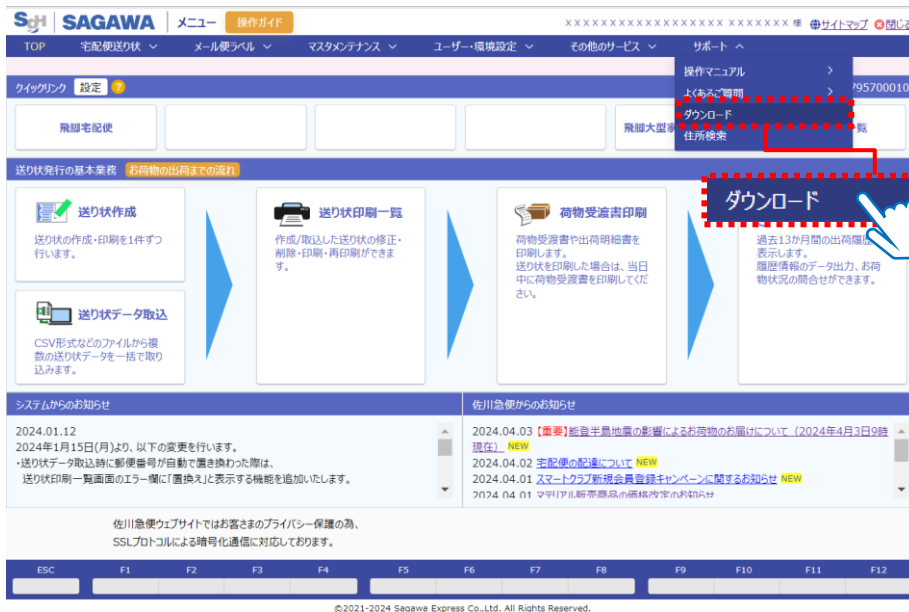 SGH SAGAWA メニュー 操作ガイド ×××××××××××××××××××× ××××××× 様 サイトマップ 閉じる
TOP 宅配便送り状 メール便ラベル マスタメンテナンス ユーザー・環境設定 その他のサービス サポート
操作マニュアル
よくあるご質問
ダウンロード
住所検索
クイックリンク 設定 ? 95700010
飛脚宅配便 飛脚大型家 覧
送り状発行の基本業務 お荷物の出荷までの流れ
ダウンロード
送り状作成
送り状の作成・印刷を1件ずつ
行います。
送り状データ取込
CSV形式などのファイルから複
数の送り状データを一括で取り
込みます。
送り状印刷一覧
作成/取込した送り状の修正・
削除・印刷・再印刷ができま
す。
荷物受渡書印刷
荷物受渡書や出荷明細書を
印刷します。
送り状を印刷した場合は、当日
中に荷物受渡書を印刷してくだ
さい。
過去13か月間の出荷履歴
表示します。
履歴情報のデータ出力、お荷
物状況の問合せができます。
システムからのお知らせ
2024.01.12
2024年1月15日(月)より、以下の変更を行います。
・送り状データ取込時に郵便番号が自動で置き換わった際は、
送り状印刷一覧画面のエラー欄に「置換え」と表示する機能を追加いたします。
佐川急便からのお知らせ
2024.04.03【重要】能登半島地震の影響によるお荷物のお届けについて（2024年4月3日9時
現在） NEW
2024.04.02 宅配便の配達について NEW
2024.04.01 スマートクラブ新規会員登録キャンペーンに関するお知らせ NEW
2024.04.01 マテリアル販売商品の価格改定のお知らせ
佐川急便ウェブサイトではお客さまのプライバシー保護の為、
SSLプロトコルによる暗号化通信に対応しております。
ESC F1 F2 F3 F4 F5 F6 F7 F8 F9 F10 F11 F12
©2021-2024 Sagawa Express Co.,Ltd. All Rights Reserved.